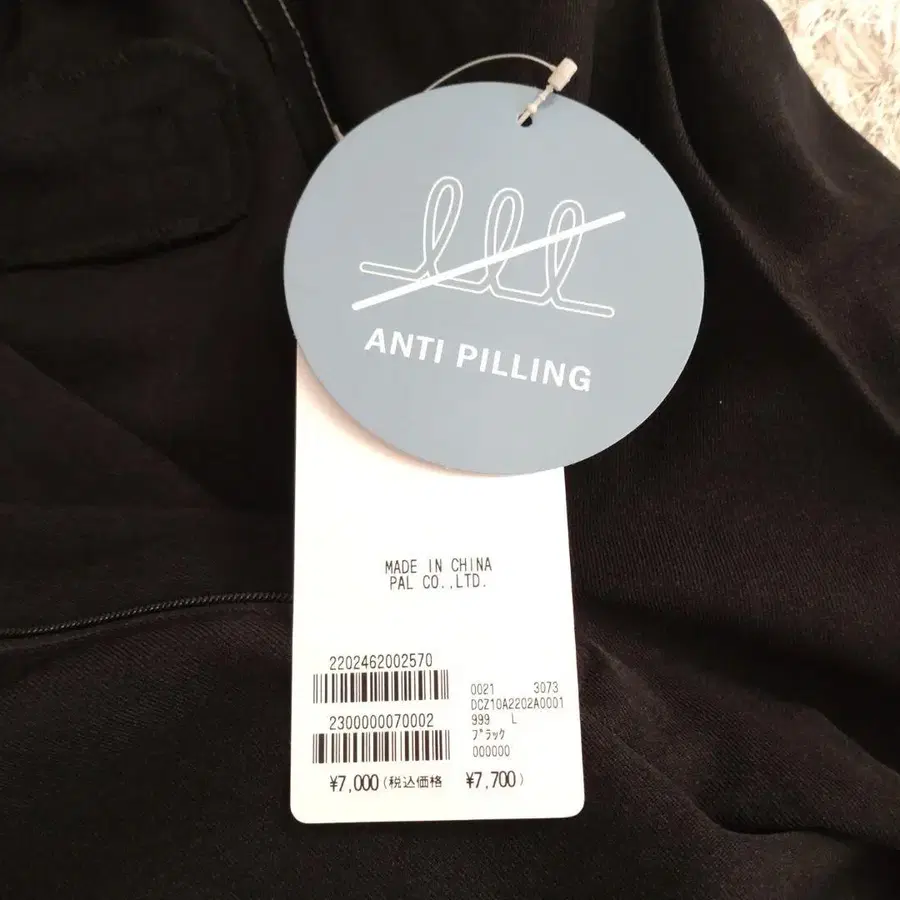 ANTI PILLING
MADE IN CHINA
PAL CO.,LTD.
2202462002570
2300000070002
0021 3073
DCZ10A2202A0001
999 L
ﾌﾞﾗｯｸ
000000
¥7,000(税込価格 ¥7,700)